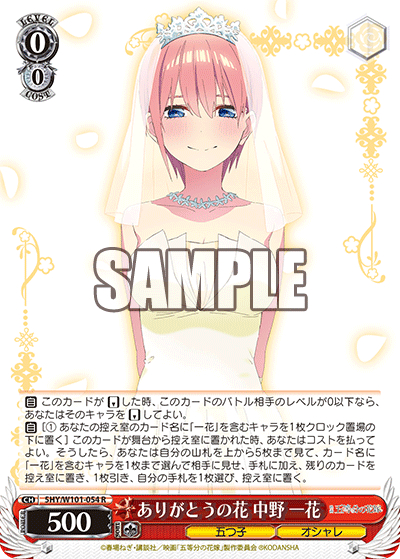 LEVEL
0
0
COST
SAMPLE
自 このカードが した時、このカードのバトル相手のレベルが0以下なら、
あなたはそのキャラを してよい。
自 [① あなたの控え室のカード名に「一花」を含むキャラを1枚クロック置場の
下に置く] このカードが舞台から控え室に置かれた時、あなたはコストを払って
よい。そうしたら、あなたは自分の山札を上から5枚まで見て、カード名に
「一花」を含むキャラを1枚まで選んで相手に見せ、手札に加え、残りのカードを
控え室に置き、1枚引き、自分の手札を1枚選び、控え室に置く。
CH 5HY/W101-054 R
ありがとうの花 中野 一花
500
五つ子
オシャレ
©春場ねぎ・講談社／映画「五等分の花嫁」製作委員会 ®KODANSHA